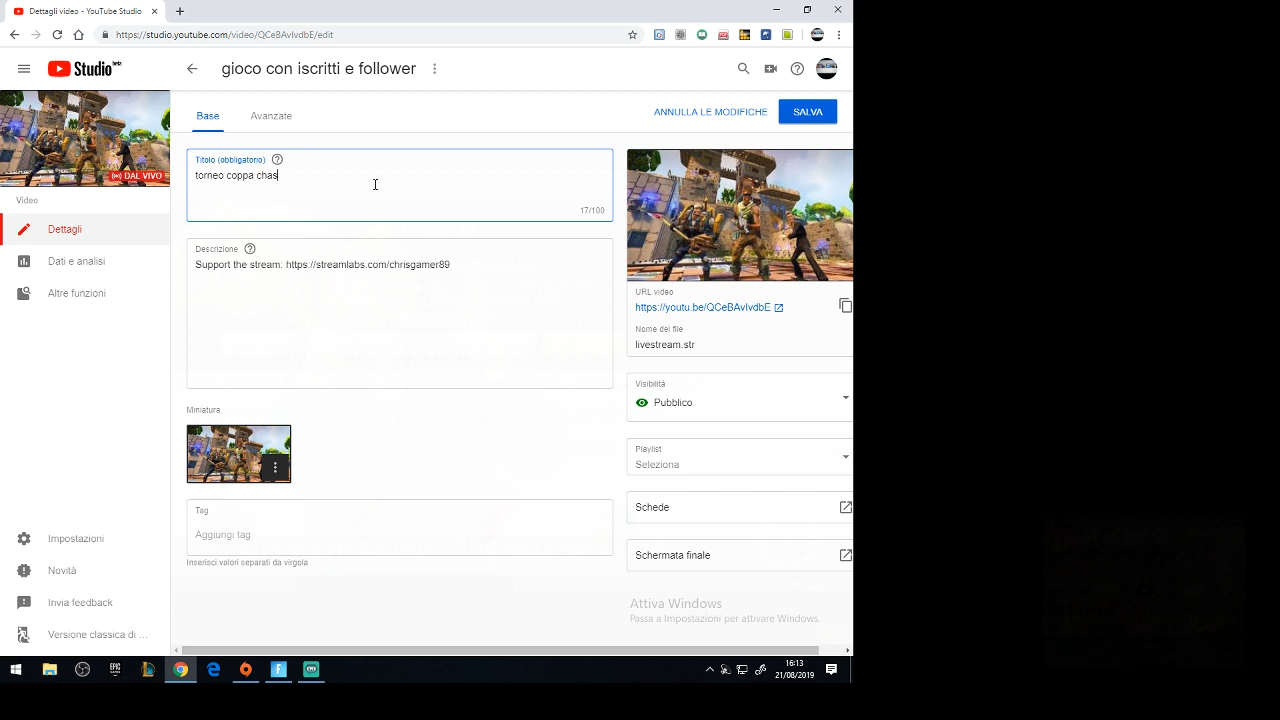 Dettagli video - YouTube Studio
https://studio.youtube.com/video/QCeBAvIvdbE/edit
Studio beta
gioco con iscritti e follower
Base
Avanzate
ANNULLA LE MODIFICHE
SALVA
DAL VIVO
Video
Dettagli
Dati e analisi
Altre funzioni
Titolo (obbligatorio)
torneo coppa chas
17/100
Descrizione
Support the stream: https://streamlabs.com/chrisgamer89
Miniatura
Tag
Aggiungi tag
Inserisci valori separati da virgola
URL video
https://youtu.be/QCeBAvIvdbE
Nome del file
livestream.str
Visibilità
Pubblico
Playlist
Seleziona
Schede
Schermata finale
Attiva Windows
Passa a Impostazioni per attivare Windows.
Impostazioni
Novità
Invia feedback
Versione classica di ...
EPIC
16:13
21/08/2019